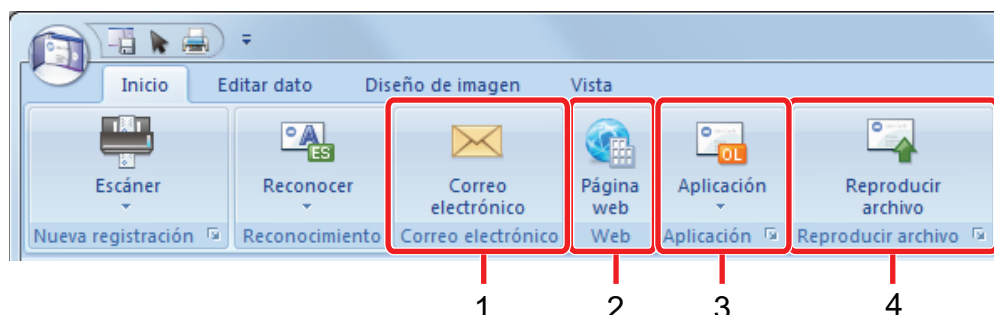 Inicio Editar dato Diseño de imagen Vista
ES
OL
Escáner Reconocer Correo electrónico Página web Aplicación Reproducir archivo
Nueva registración Reconocimiento Correo electrónico Web Aplicación Reproducir archivo
1 2 3 4